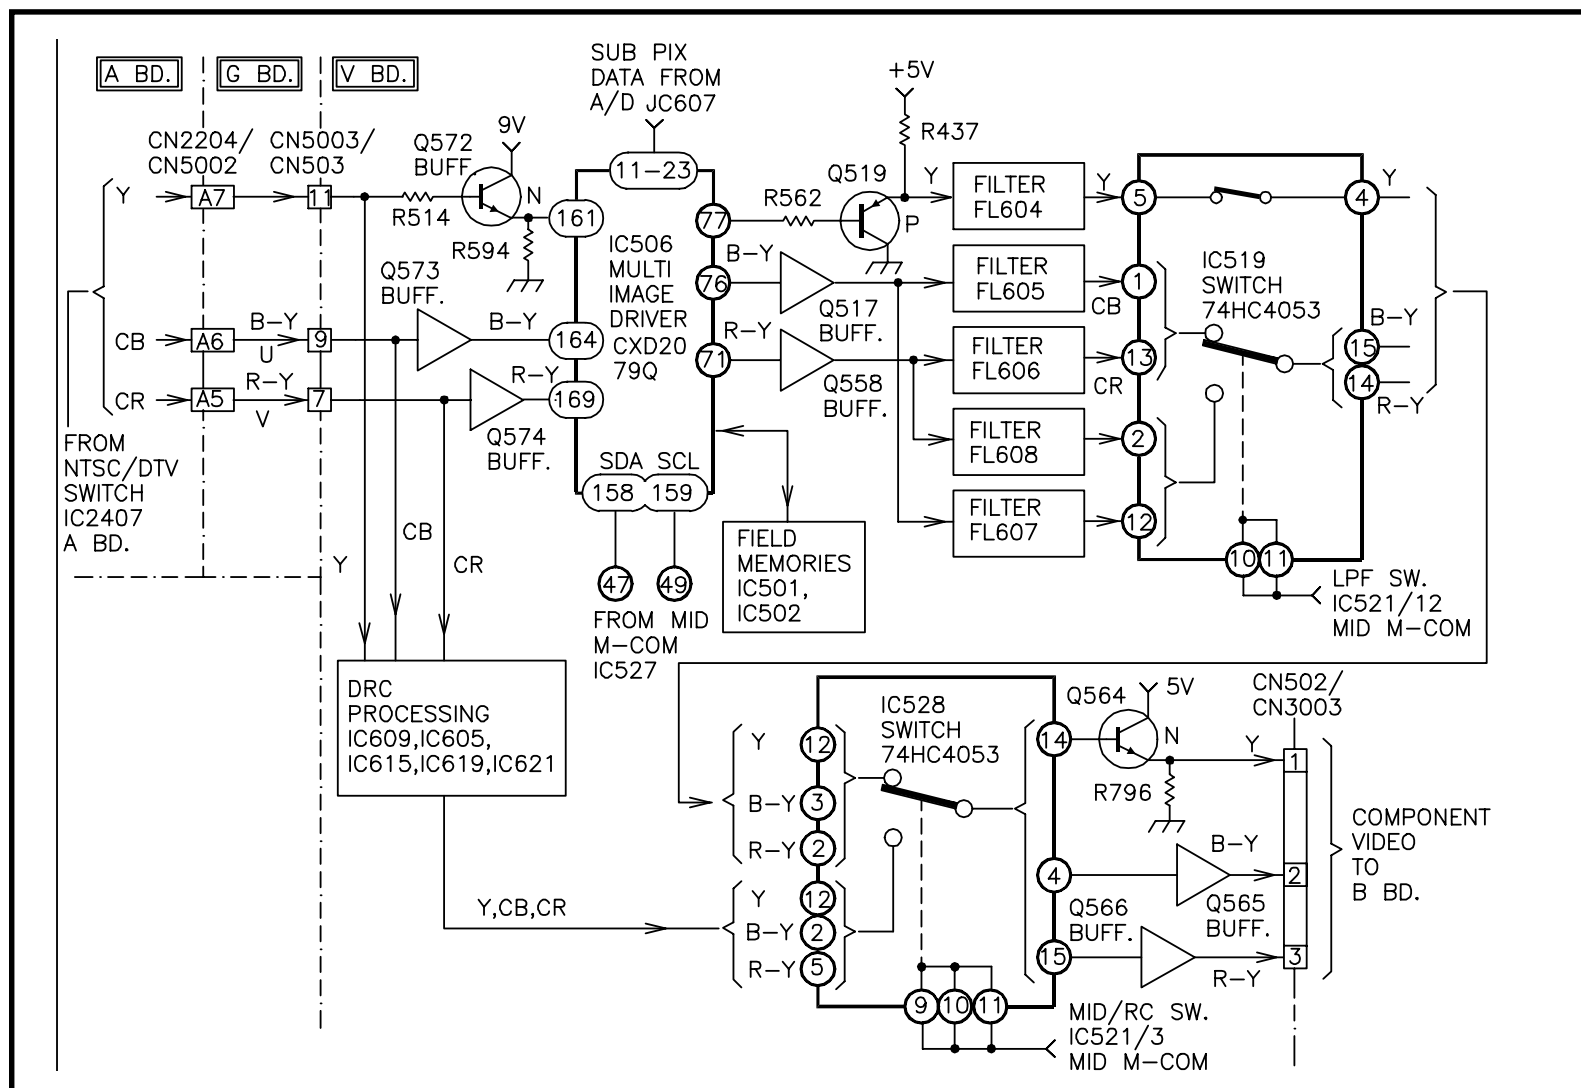 A BD.
G BD.
V BD.
SUB PIX
DATA FROM
A/D JC607
CN2204/
CN5002
CN5003/
CN503
Q572
BUFF
9V
11-23
+5V
R437
Y
A7
11
R514
N
R594
161
77
R562
Q519
P
Y
FILTER
FL604
Y
5
4
Y
Q573
BUFF.
IC506
MULTI
IMAGE
DRIVER
CXD20
79Q
B-Y
76
Q517
BUFF.
FILTER
FL605
CB
1
IC519
SWITCH
74HC4053
CB
A6
B-Y
U
9
B-Y
164
R-Y
71
Q558
BUFF.
FILTER
FL606
CR
13
B-Y
15
14
R-Y
CR
A5
R-Y
V
7
R-Y
169
Q574
BUFF.
FILTER
FL608
2
FROM
NTSC/DTV
SWITCH
IC2407
A BD.
SDA
SCL
158
159
FILTER
FL607
12
Y
CB
CR
47
49
FROM MID
M-COM
IC527
FIELD
MEMORIES
IC501,
IC502
10
11
LPF SW.
IC521/12
MID M-COM
DRC
PROCESSING
IC609,IC605,
IC615,IC619,IC621
Y
12
B-Y
3
R-Y
2
IC528
SWITCH
74HC4053
14
Q564
5V
N
R796
Y
CN502/
CN3003
1
COMPONENT
VIDEO
TO
B BD.
Y,CB,CR
Y
12
B-Y
2
R-Y
5
4
B-Y
2
Q565
BUFF.
Q566
BUFF.
15
R-Y
3
9
10
11
MID/RC SW.
IC521/3
MID M-COM